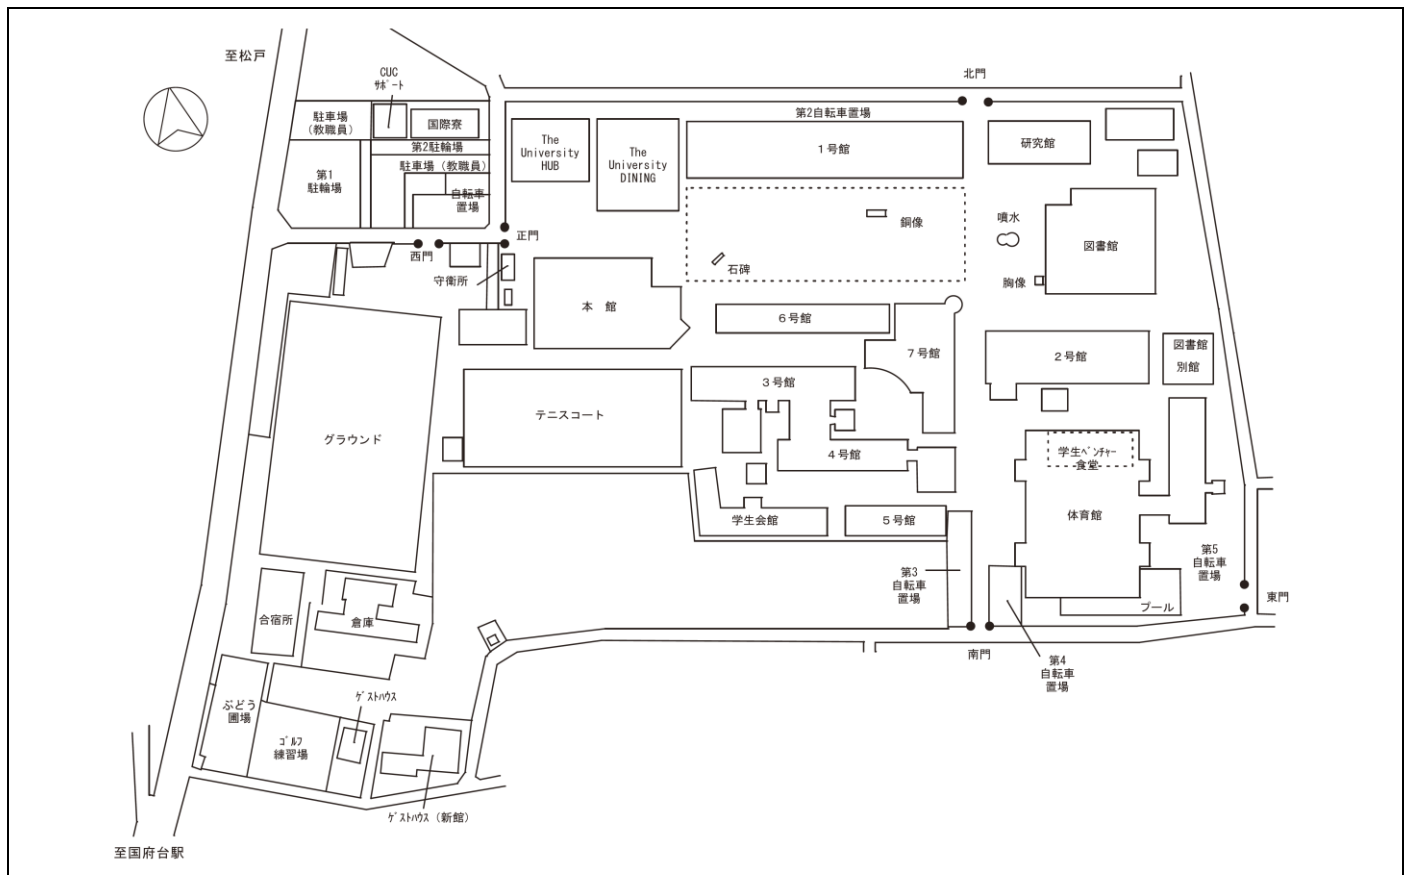 至松戸
CUC
ｻﾎﾟｰﾄ
駐車場
（教職員）
国際寮
第2駐輪場
駐車場（教職員）
第1
駐輪場
自転車
置場
北門
第2自転車置場
The
University
HUB
The
University
DINING
１号館
研究館
銅像
噴水
図書館
石碑
胸像
正門
西門
守衛所
本　館
６号館
７号館
２号館
図書館
別館
３号館
テニスコート
グラウンド
４号館
学生ﾍﾞﾝﾁｬｰ
食堂
体育館
学生会館
５号館
第3
自転車
置場
第5
自転車
置場
プール
東門
南門
第4
自転車
置場
合宿所
倉庫
ぶどう
圃場
ｺﾞﾙﾌ
練習場
ｹﾞｽﾄﾊｳｽ
ｹﾞｽﾄﾊｳｽ（新館）
至国府台駅